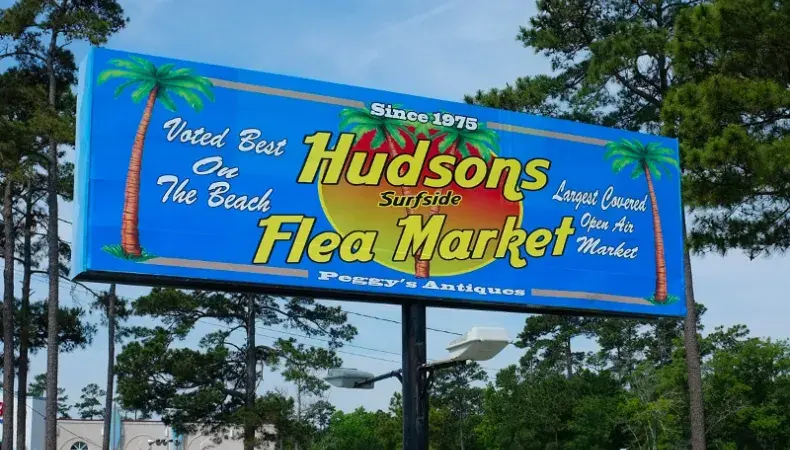 Since 1975
Voted Best
On
The Beach
Hudsons
Surfside
Flea Market
Largest Covered
Open Air
Market
Peggy's Antiques